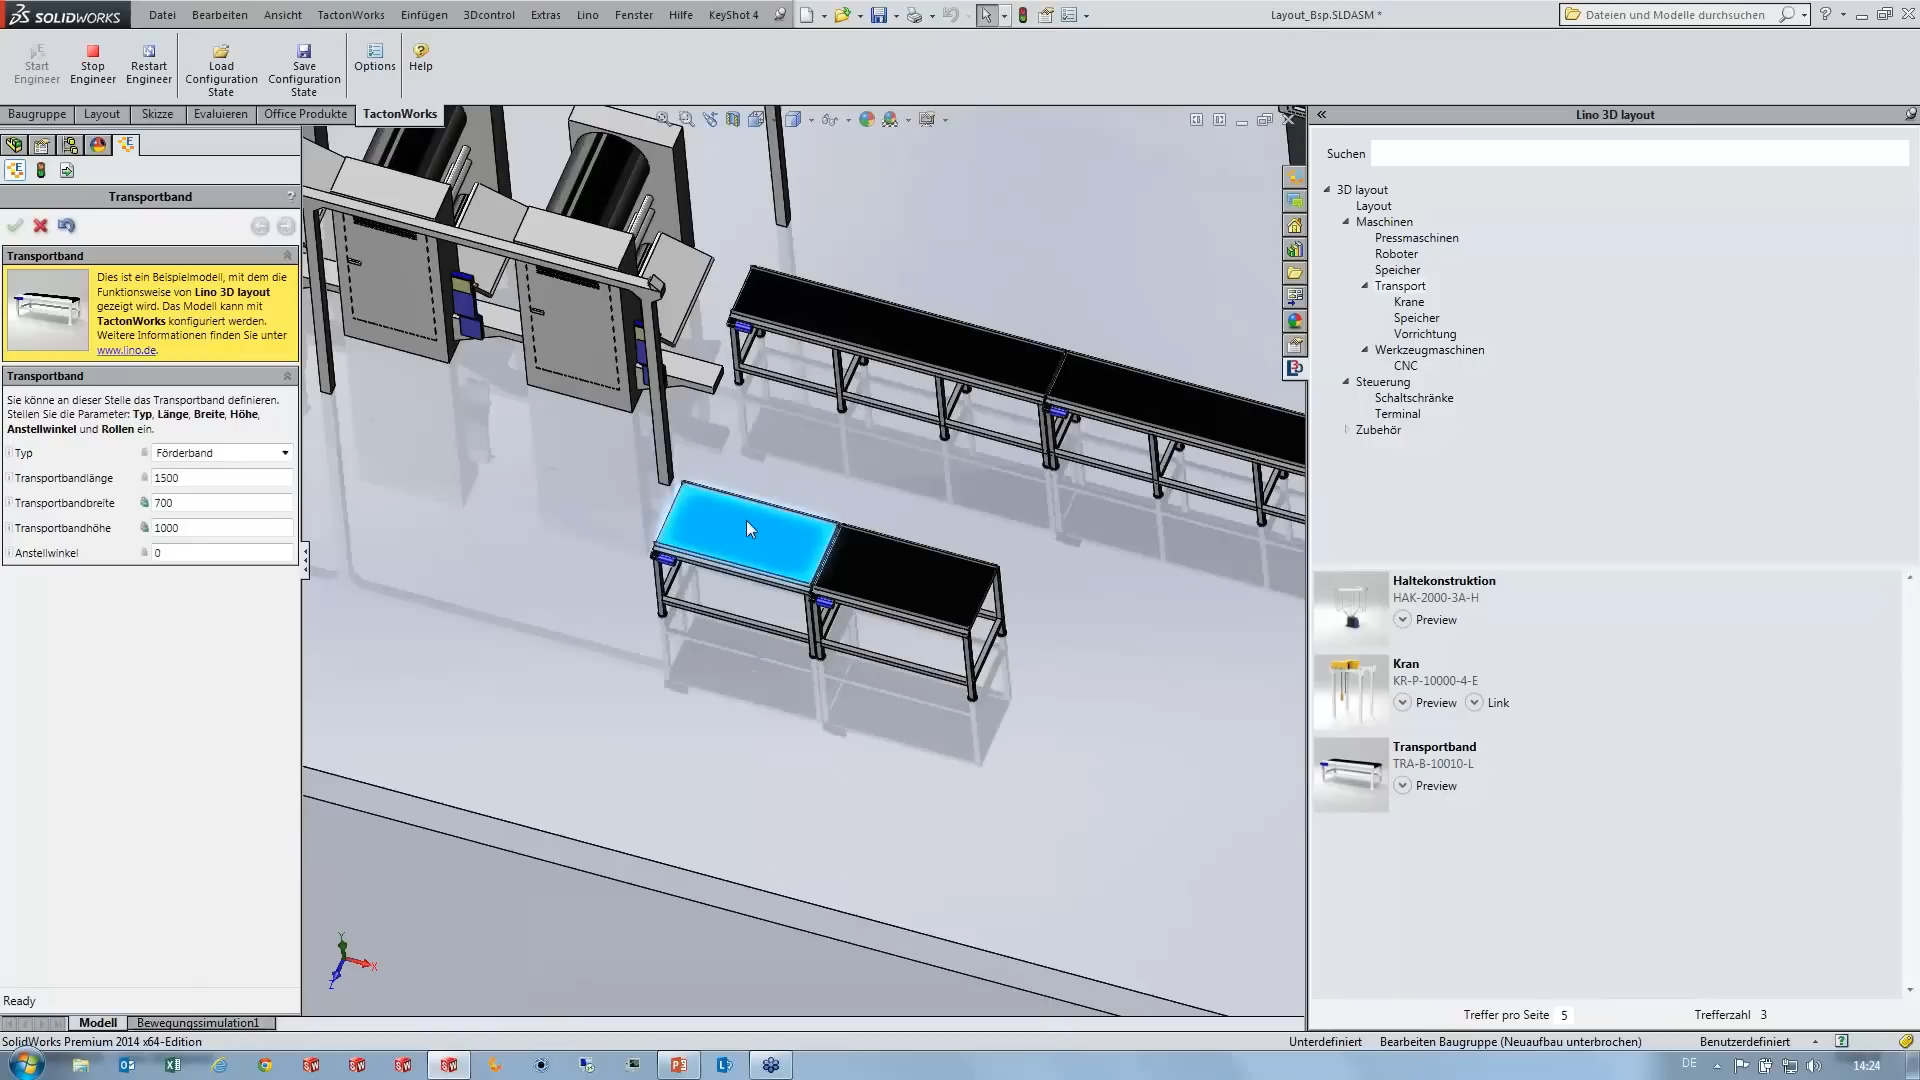 SOLIDWORKS
Datei Bearbeiten Ansicht TactonWorks Einfügen 3Dcontrol Extras Lino Fenster Hilfe KeyShot 4
Layout_Bsp.SLDASM *
Dateien und Modelle durchsuchen
Start Engineer
Stop Engineer
Restart Engineer
Load Configuration State
Save Configuration State
Options
Help
Baugruppe Layout Skizze Evaluieren Office Produkte TactonWorks
Transportband
?
Transportband
Dies ist ein Beispielmodell, mit dem die
Funktionsweise von Lino 3D layout
gezeigt wird. Das Modell kann mit
TactonWorks konfiguriert werden.
Weitere Informationen finden Sie unter
www.lino.de.
Transportband
Sie könne an dieser Stelle das Transportband definieren.
Stellen Sie die Parameter: Typ, Länge, Breite, Höhe,
Anstellwinkel und Rollen ein.
Typ Förderband
Transportbandlänge 1500
Transportbandbreite 700
Transportbandhöhe 1000
Anstellwinkel 0
Ready
Y
X
Z
Lino 3D layout
Suchen
3D layout
Layout
Maschinen
Pressmaschinen
Roboter
Speicher
Transport
Krane
Speicher
Vorrichtung
Werkzeugmaschinen
CNC
Steuerung
Schaltschränke
Terminal
Zubehör
Haltekonstruktion
HAK-2000-3A-H
Preview
Kran
KR-P-10000-4-E
Preview Link
Transportband
TRA-B-10010-L
Preview
Treffer pro Seite 5 Trefferzahl 3
Modell Bewegungssimulation1
SolidWorks Premium 2014 x64-Edition
Unterdefiniert Bearbeiten Baugruppe (Neuaufbau unterbrochen) Benutzerdefiniert
DE 14:24